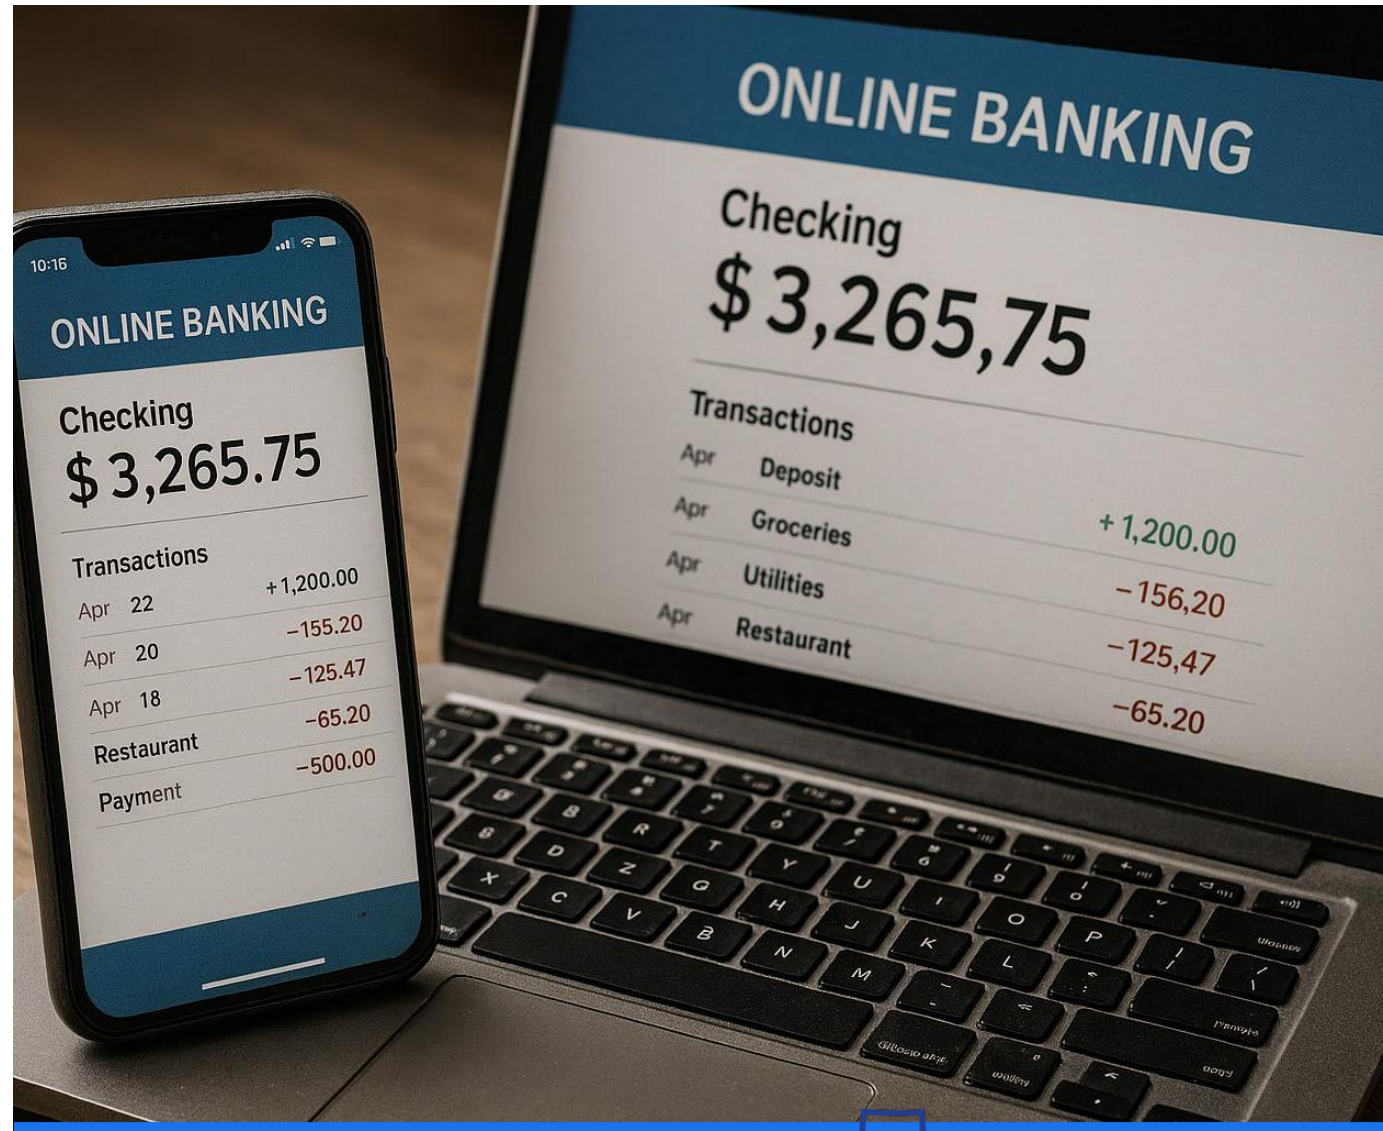 10:16
ONLINE BANKING
Checking
$ 3,265.75
Transactions
Apr 22 +1,200.00
Apr 20 −155.20
Apr 18 −125.47
Restaurant −65.20
Payment −500.00
ONLINE BANKING
Checking
$ 3,265,75
Transactions
Apr Deposit +1,200.00
Apr Groceries −156,20
Apr Utilities −125,47
Apr Restaurant −65.20
B R T Y U O P
D Z G H J K L
X C V B N M